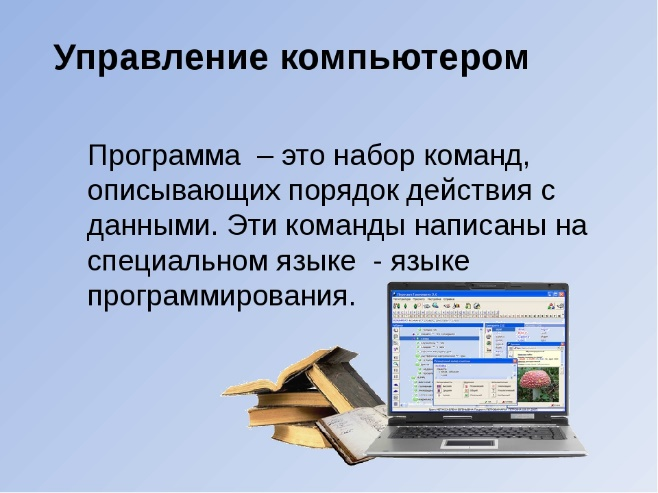 Управление компьютером
Программа – это набор команд,
описывающих порядок действия с
данными. Эти команды написаны на
специальном языке - языке
программирования.